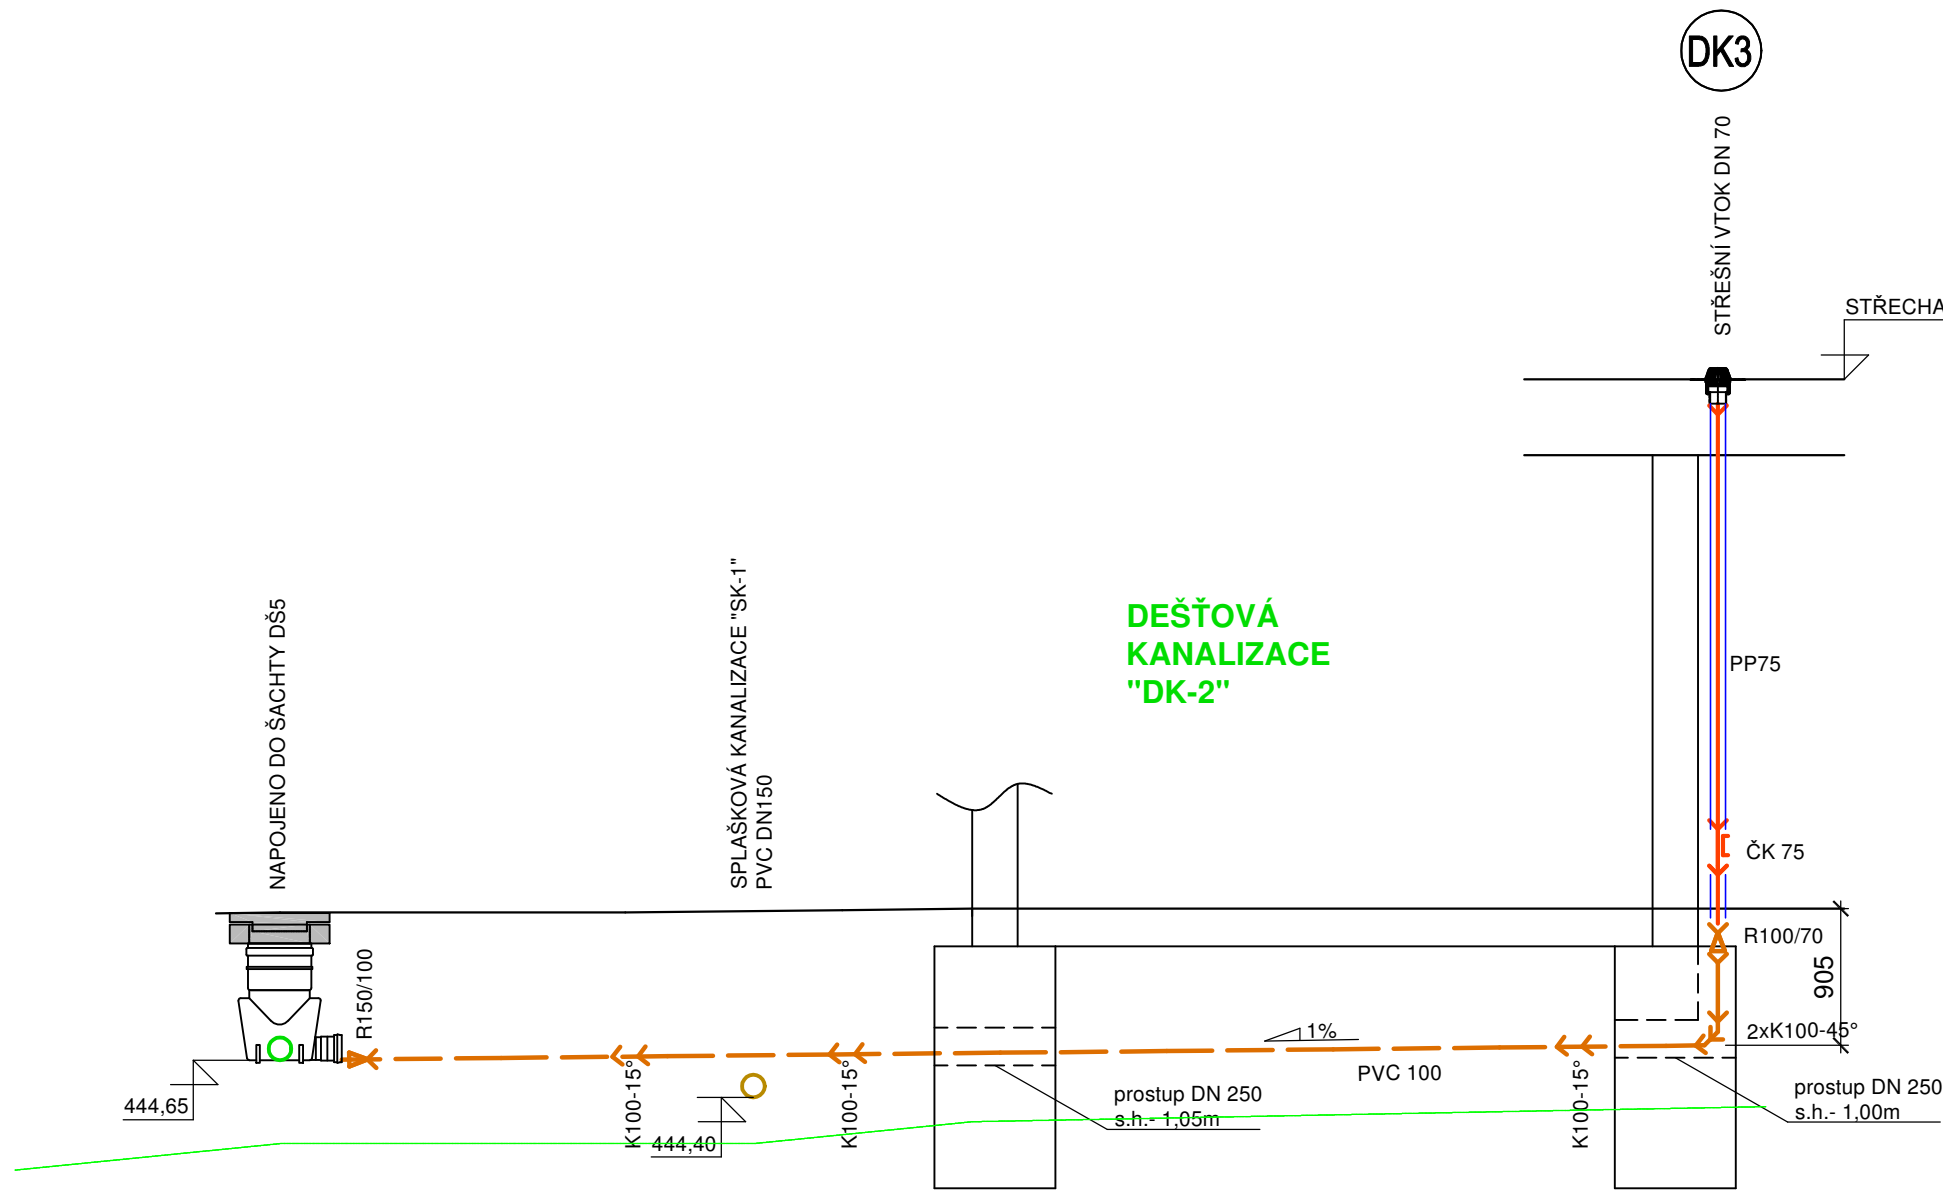 DK3
STŘEŠNÍ VTOK DN 70
STŘECHA
NAPOJENO DO ŠACHTY DŠ5
SPLAŠKOVÁ KANALIZACE "SK-1"
PVC DN150
DEŠŤOVÁ
KANALIZACE
"DK-2"
PP75
ČK 75
R100/70
905
2xK100-45°
R150/100
1%
PVC 100
K100-15°
K100-15°
K100-15°
444,65
444,40
prostup DN 250
s.h.- 1,05m
prostup DN 250
s.h.- 1,00m